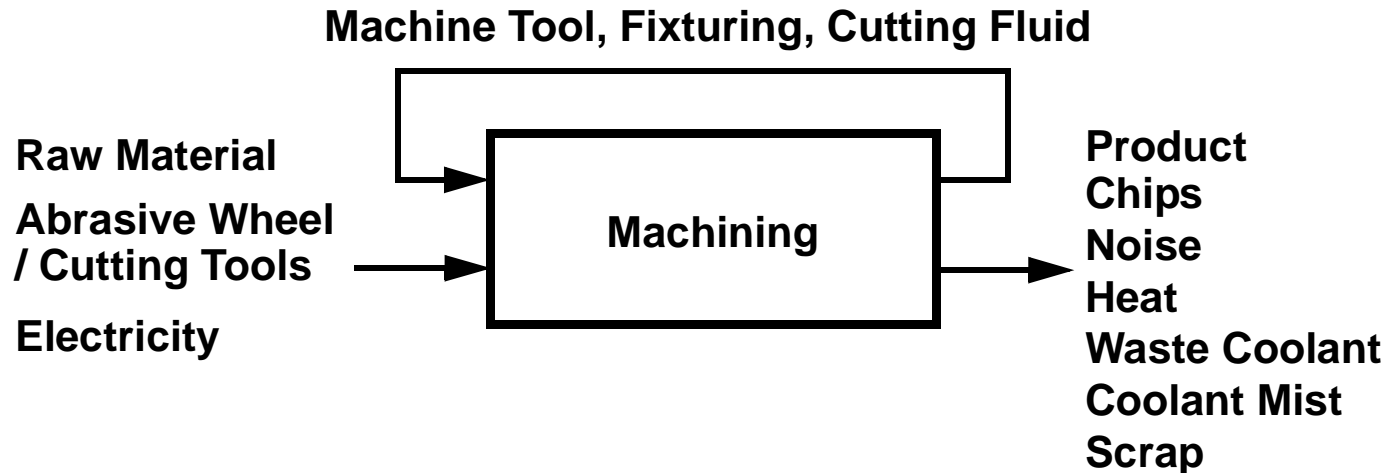 Machine Tool, Fixturing, Cutting Fluid
Raw Material
Abrasive Wheel
/ Cutting Tools
Electricity
Machining
Product
Chips
Noise
Heat
Waste Coolant
Coolant Mist
Scrap